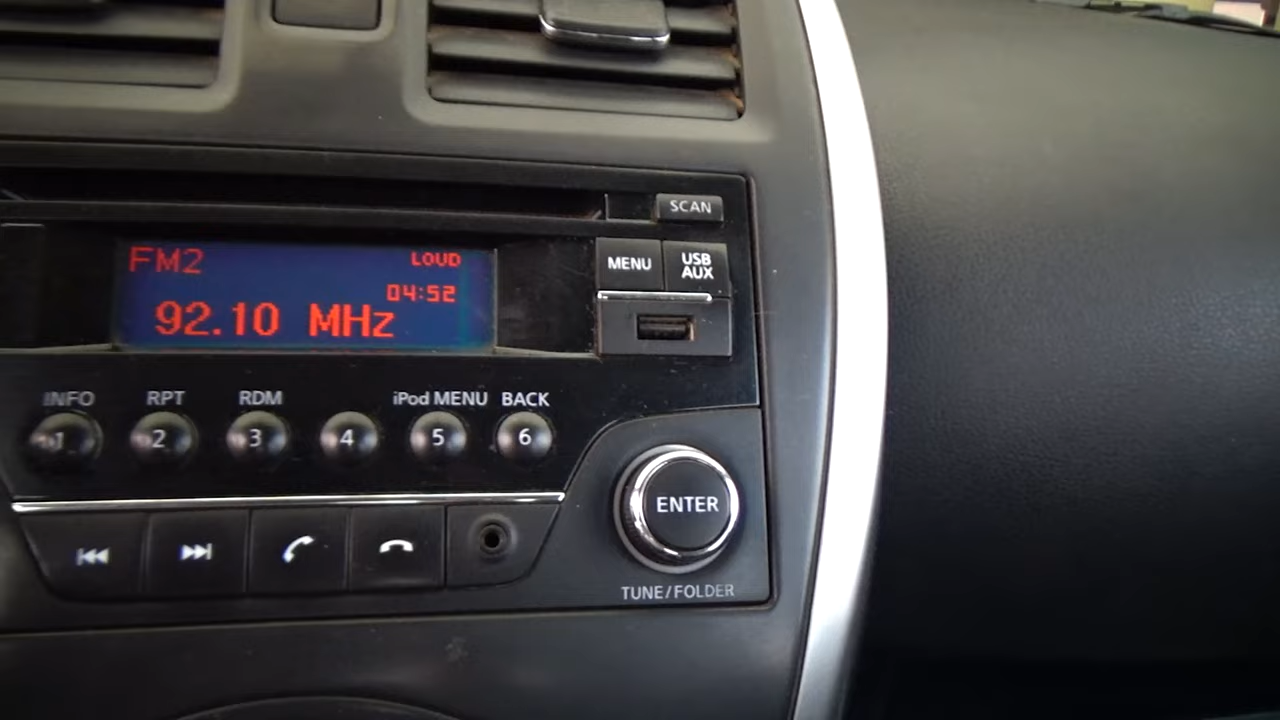 SCAN
FM2 LOUD
MENU USB AUX
04:52
92.10 MHz
INFO RPT RDM iPod MENU BACK
1 2 3 4 5 6
ENTER
TUNE/FOLDER